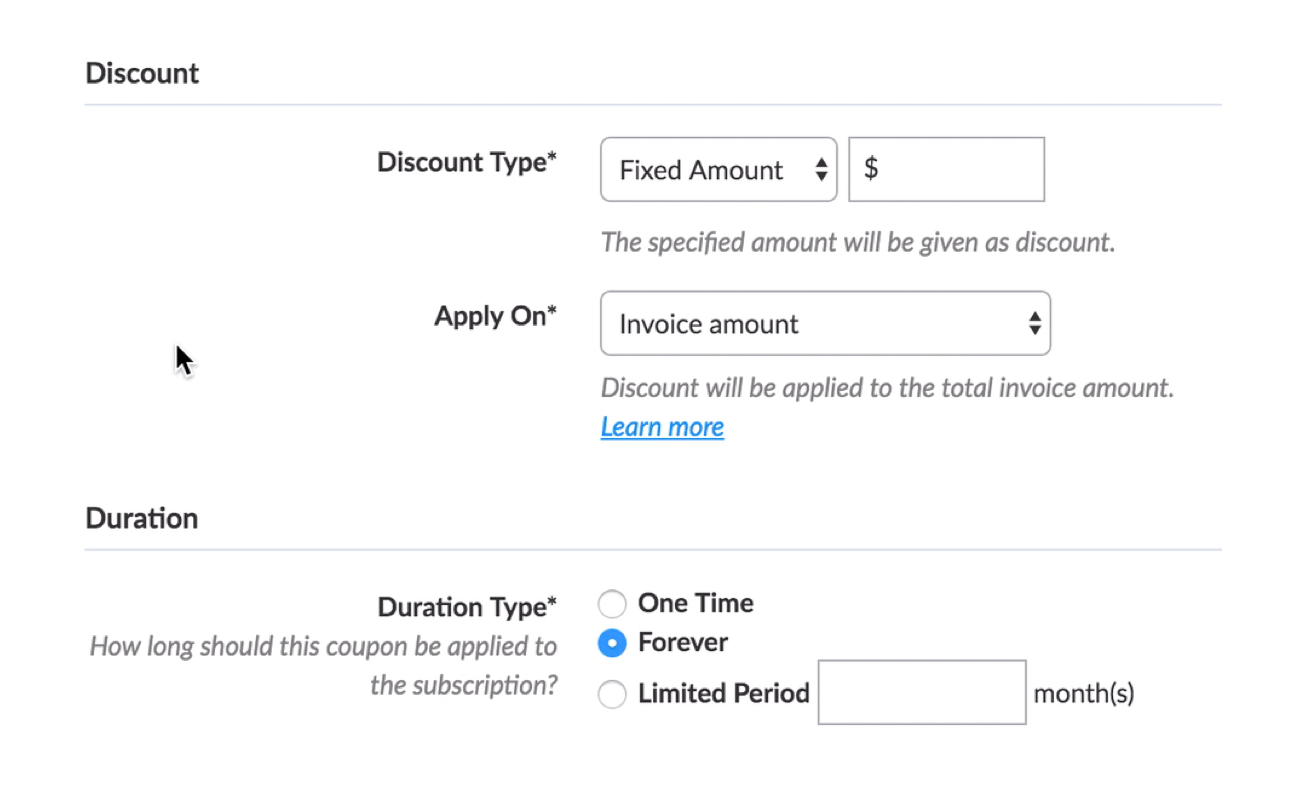 Discount
Discount Type*
Fixed Amount
$
The specified amount will be given as discount.
Apply On*
Invoice amount
Discount will be applied to the total invoice amount.
Learn more
Duration
Duration Type*
How long should this coupon be applied to
the subscription?
One Time
Forever
Limited Period
month(s)